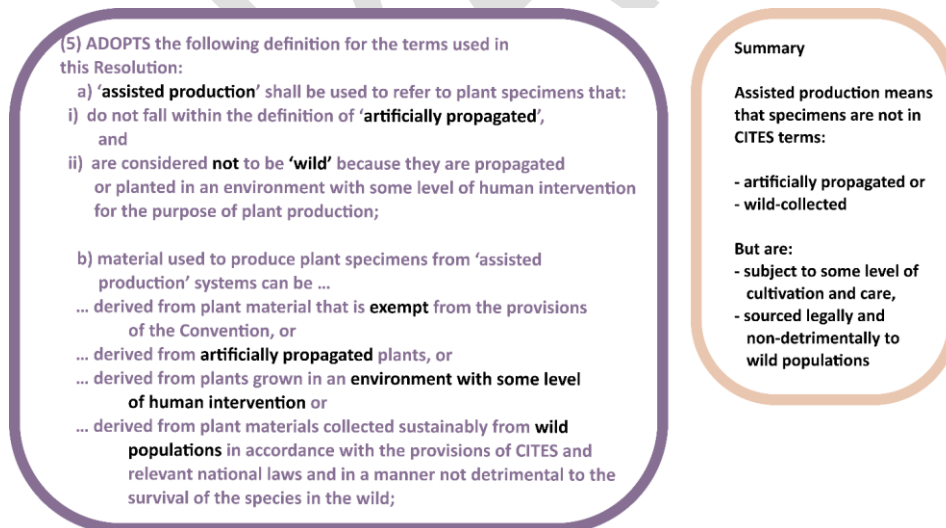 (5) ADOPTS the following definition for the terms used in
this Resolution:
a) ‘assisted production’ shall be used to refer to plant specimens that:
i) do not fall within the definition of ‘artificially propagated’,
and
ii) are considered not to be ‘wild’ because they are propagated
or planted in an environment with some level of human intervention
for the purpose of plant production;
b) material used to produce plant specimens from ‘assisted
production’ systems can be ...
... derived from plant material that is exempt from the provisions
of the Convention, or
... derived from artificially propagated plants, or
... derived from plants grown in an environment with some level
of human intervention or
... derived from plant materials collected sustainably from wild
populations in accordance with the provisions of CITES and
relevant national laws and in a manner not detrimental to the
survival of the species in the wild;
Summary
Assisted production means
that specimens are not in
CITES terms:
- artificially propagated or
- wild-collected
But are:
- subject to some level of
cultivation and care,
- sourced legally and
non-detrimentally to
wild populations